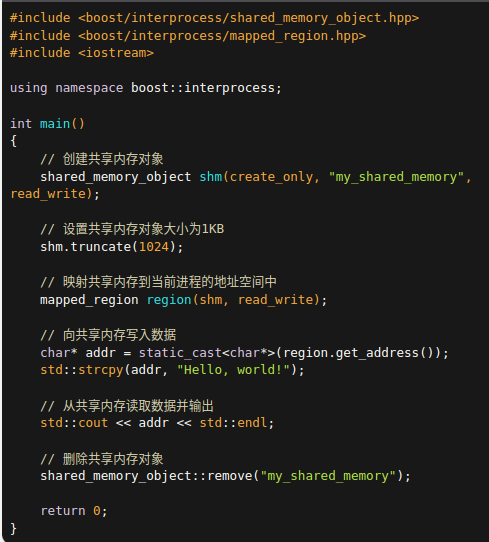 #include <boost/interprocess/shared_memory_object.hpp>
#include <boost/interprocess/mapped_region.hpp>
#include <iostream>

using namespace boost::interprocess;

int main()
{
    // 创建共享内存对象
    shared_memory_object shm(create_only, "my_shared_memory",
read_write);

    // 设置共享内存对象大小为1KB
    shm.truncate(1024);

    // 映射共享内存到当前进程的地址空间中
    mapped_region region(shm, read_write);

    // 向共享内存写入数据
    char* addr = static_cast<char*>(region.get_address());
    std::strcpy(addr, "Hello, world!");

    // 从共享内存读取数据并输出
    std::cout << addr << std::endl;

    // 删除共享内存对象
    shared_memory_object::remove("my_shared_memory");

    return 0;
}